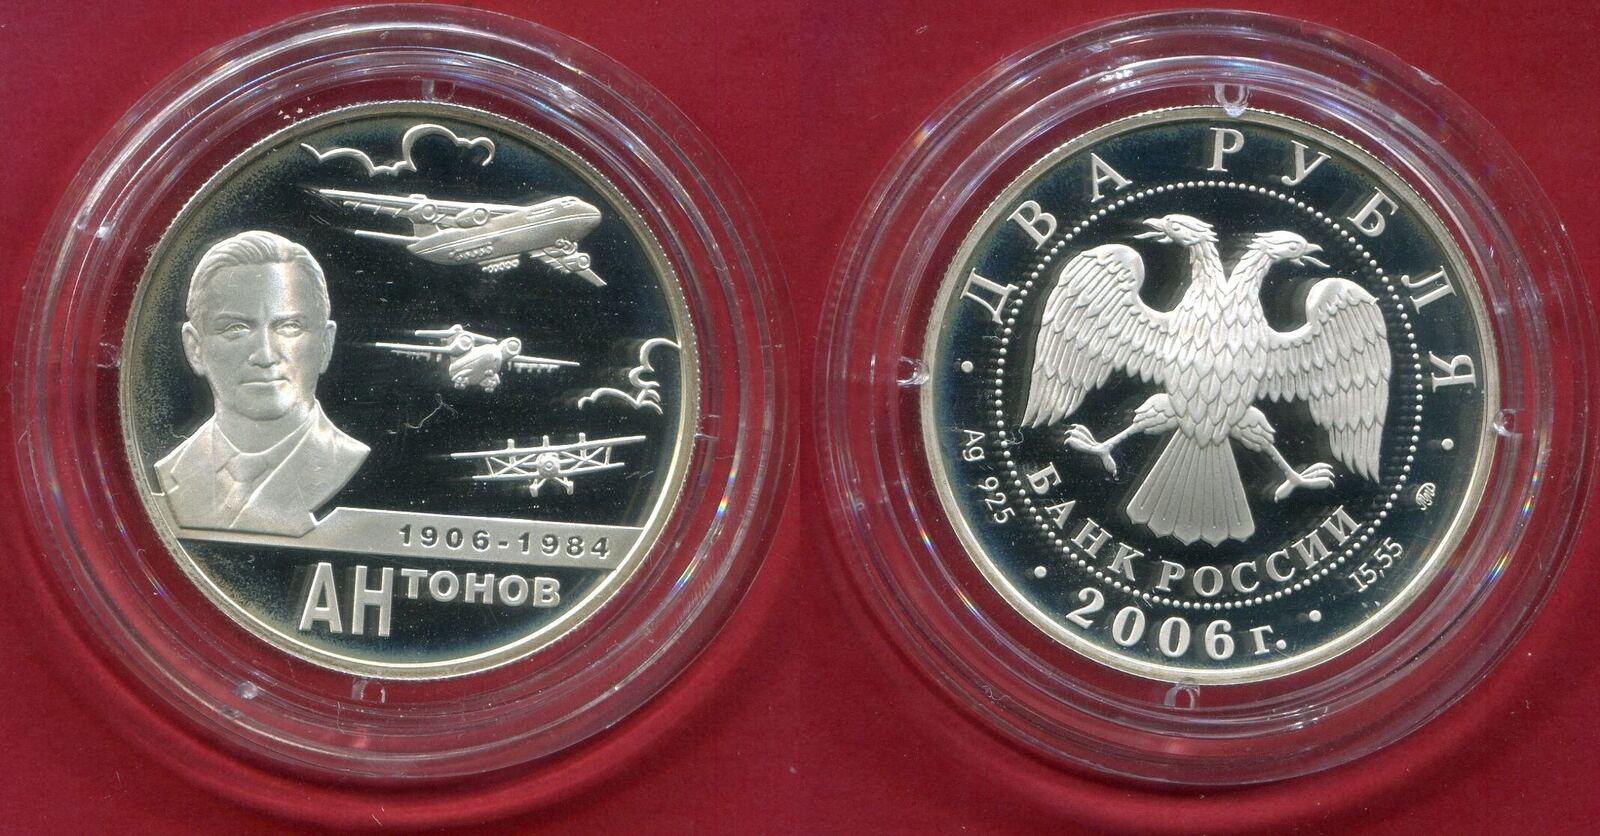 1906-1984
АНТОНОВ
ДВА РУБЛЯ
Ag 925
БАНК РОССИИ
15,55
• 2006 г. •